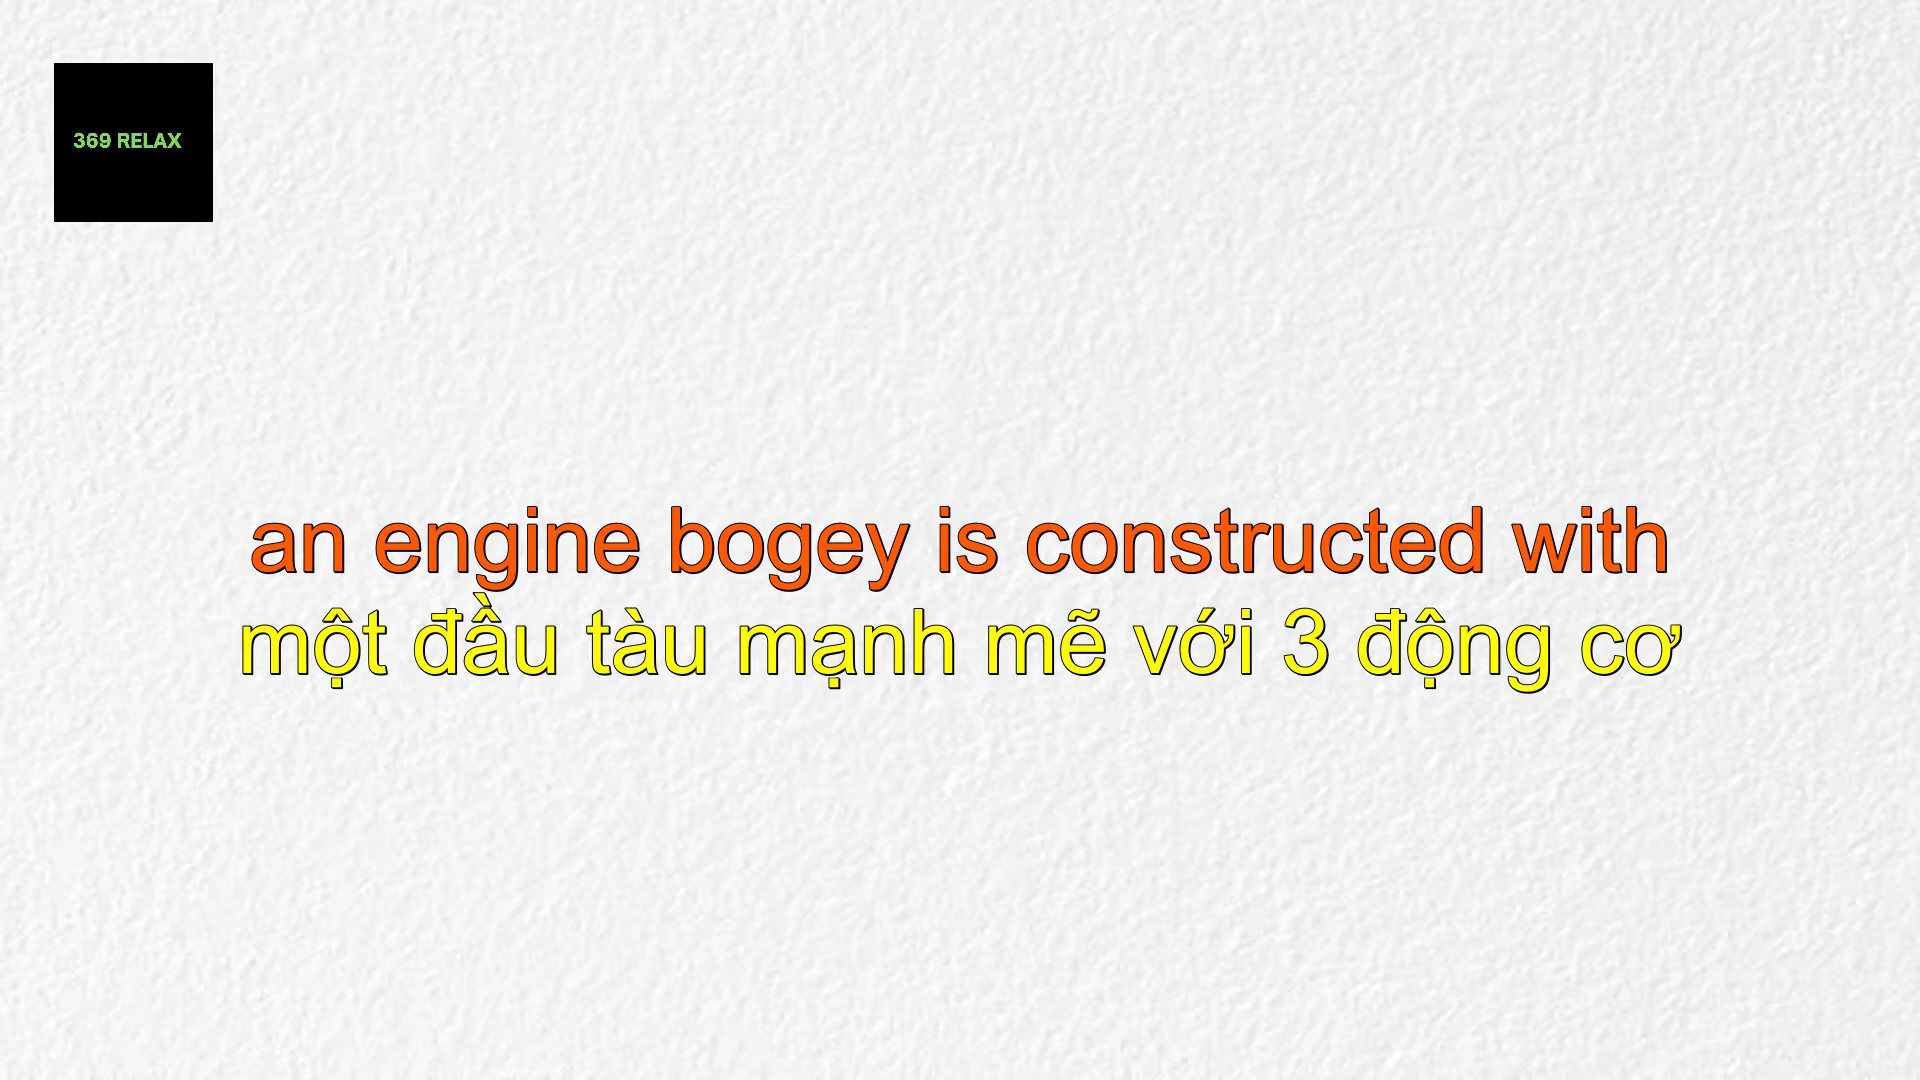 369 RELAX
an engine bogey is constructed with
một đầu tàu mạnh mẽ với 3 động cơ